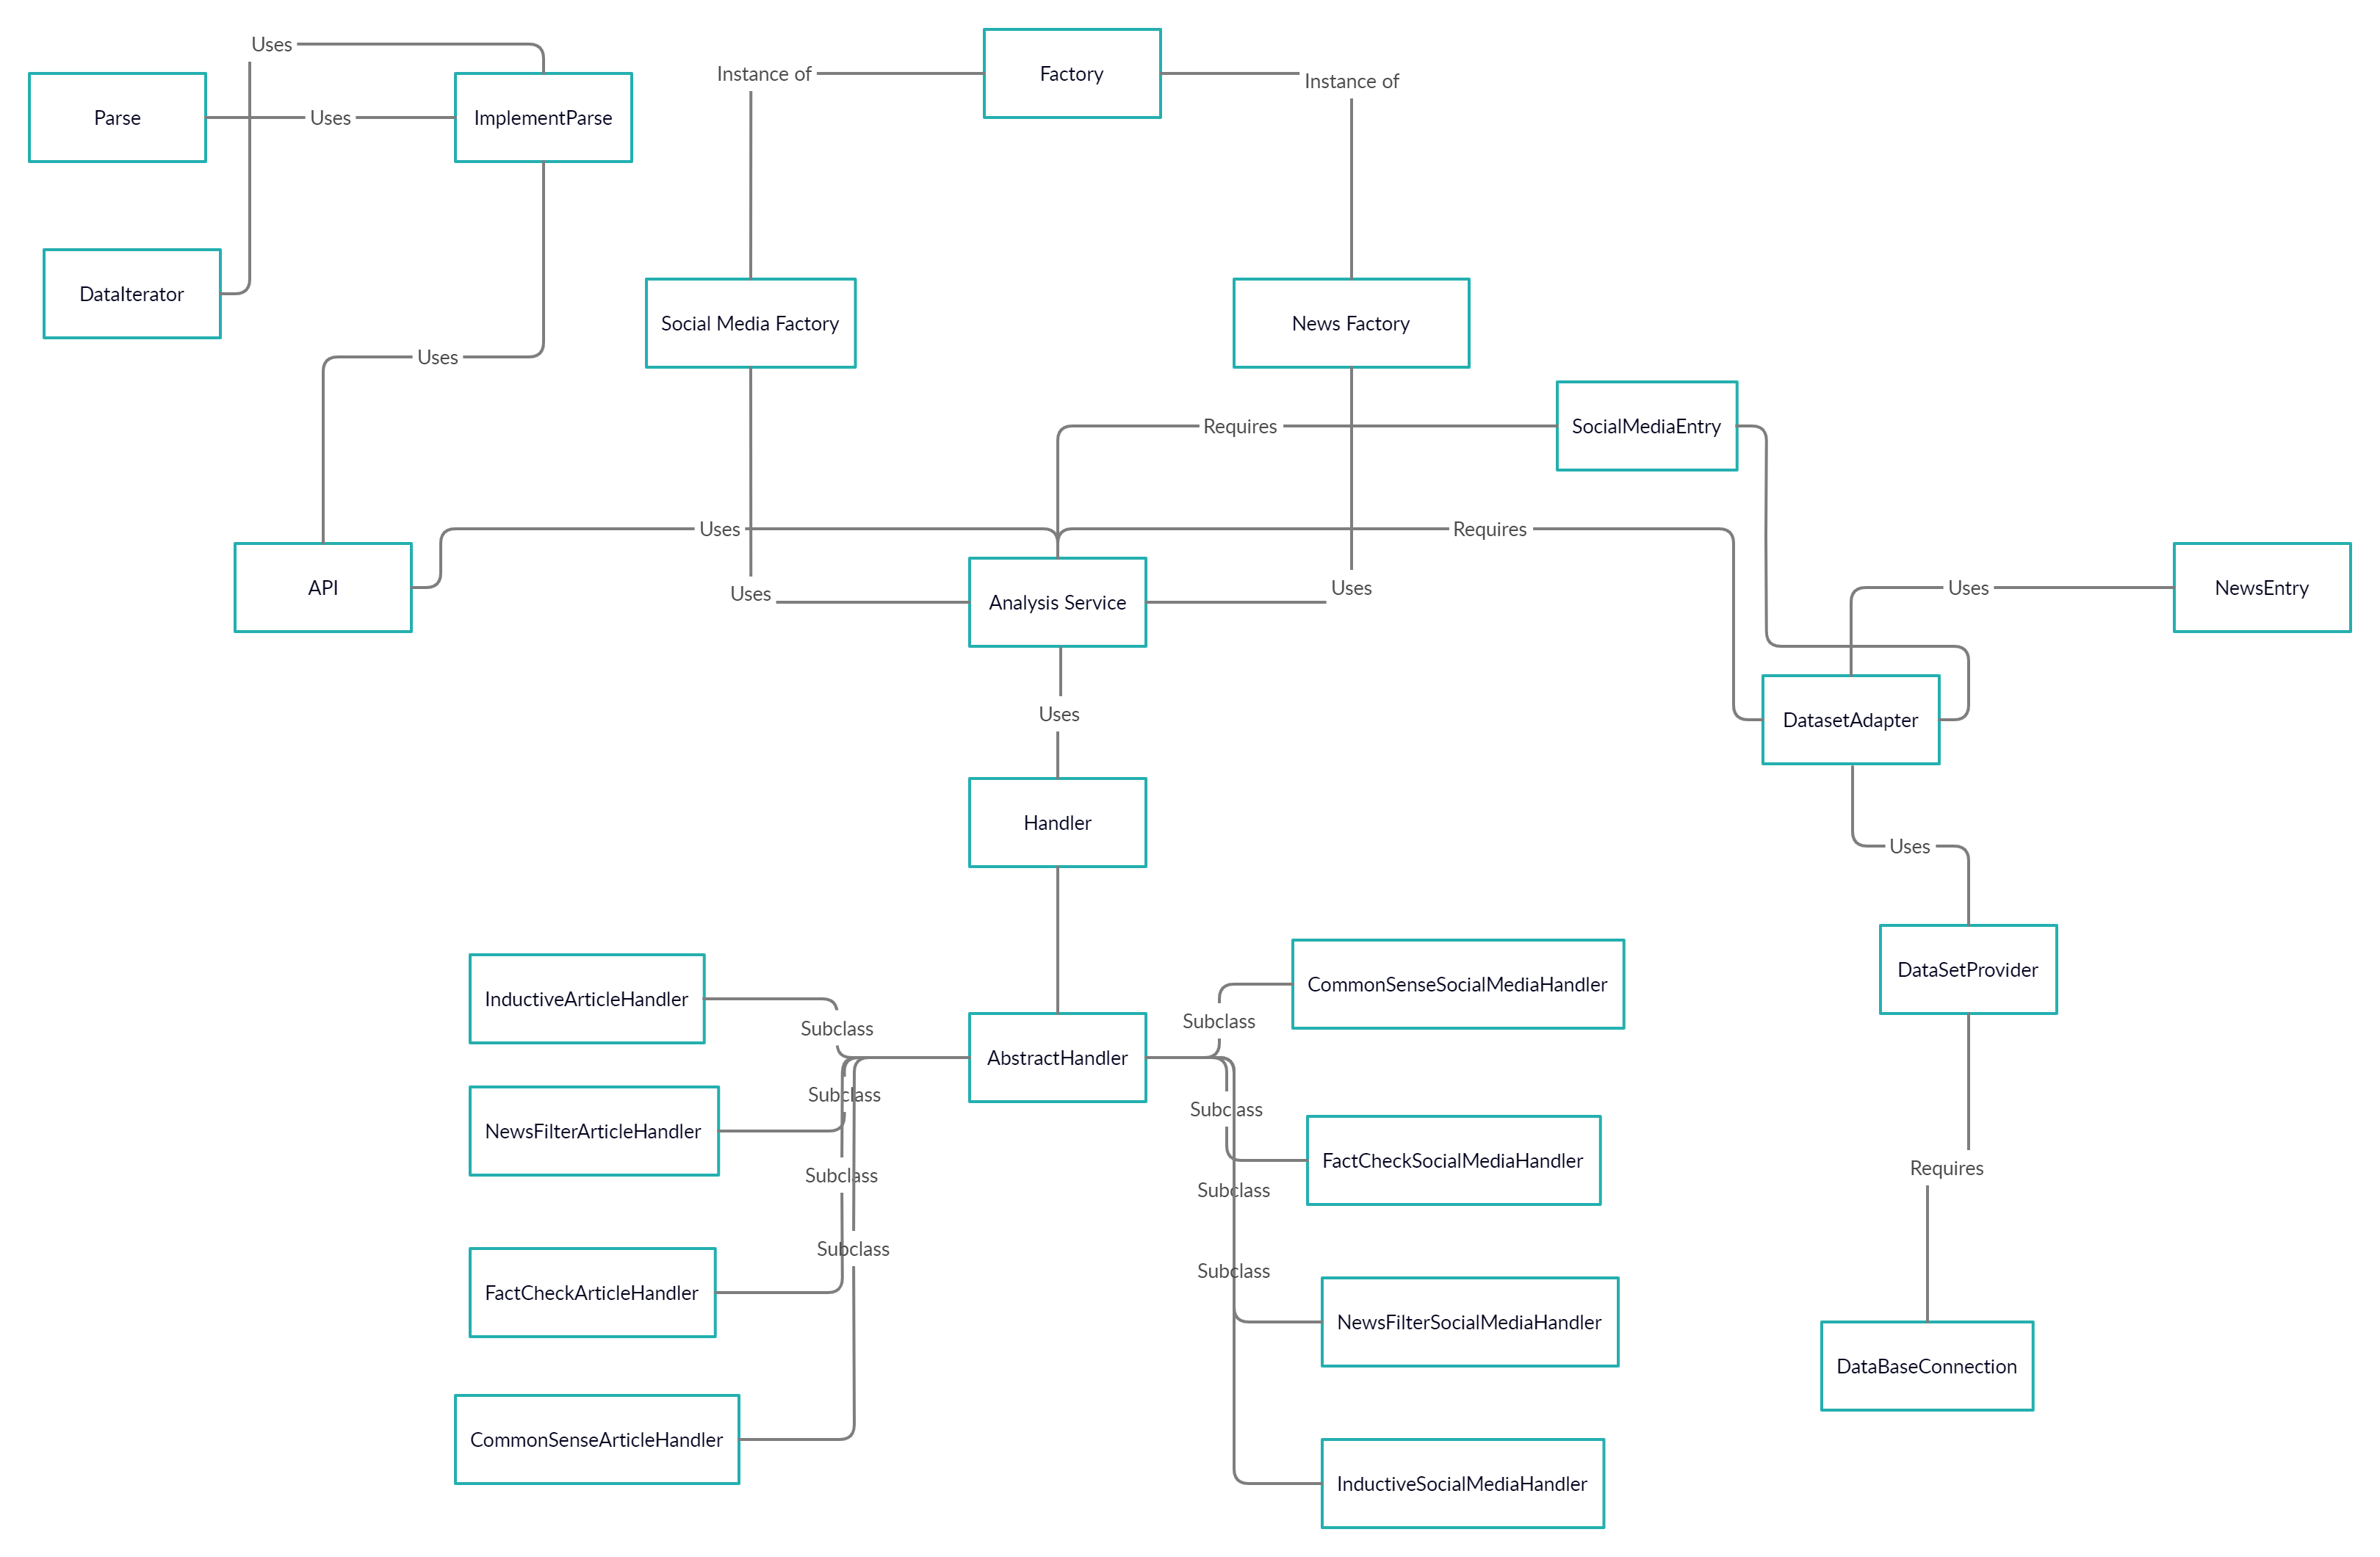 Uses
Instance of
Factory
Instance of
Parse
Uses
ImplementParse
DataIterator
Social Media Factory
News Factory
Uses
Requires
SocialMediaEntry
Uses
Requires
API
Uses
Analysis Service
Uses
Uses
NewsEntry
Uses
DatasetAdapter
Handler
Uses
DataSetProvider
InductiveArticleHandler
CommonSenseSocialMediaHandler
Subclass
Subclass
AbstractHandler
Subclass
NewsFilterArticleHandler
Subclass
FactCheckSocialMediaHandler
Requires
Subclass
Subclass
Subclass
Subclass
FactCheckArticleHandler
NewsFilterSocialMediaHandler
DataBaseConnection
CommonSenseArticleHandler
InductiveSocialMediaHandler